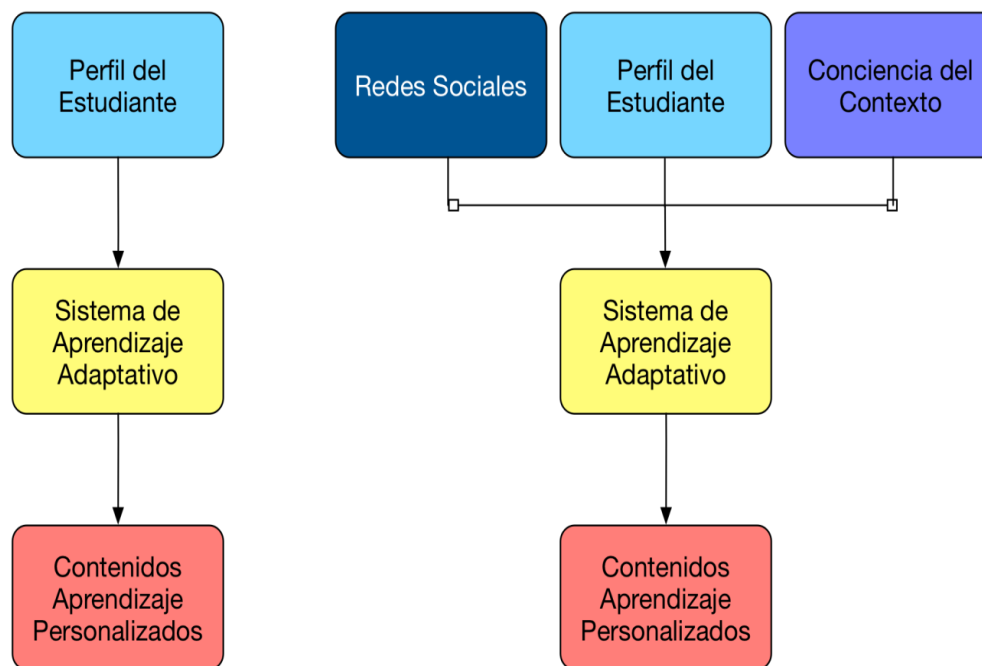 Perfil del
Estudiante
Redes Sociales
Perfil del
Estudiante
Conciencia del
Contexto
Sistema de
Aprendizaje
Adaptativo
Sistema de
Aprendizaje
Adaptativo
Contenidos
Aprendizaje
Personalizados
Contenidos
Aprendizaje
Personalizados